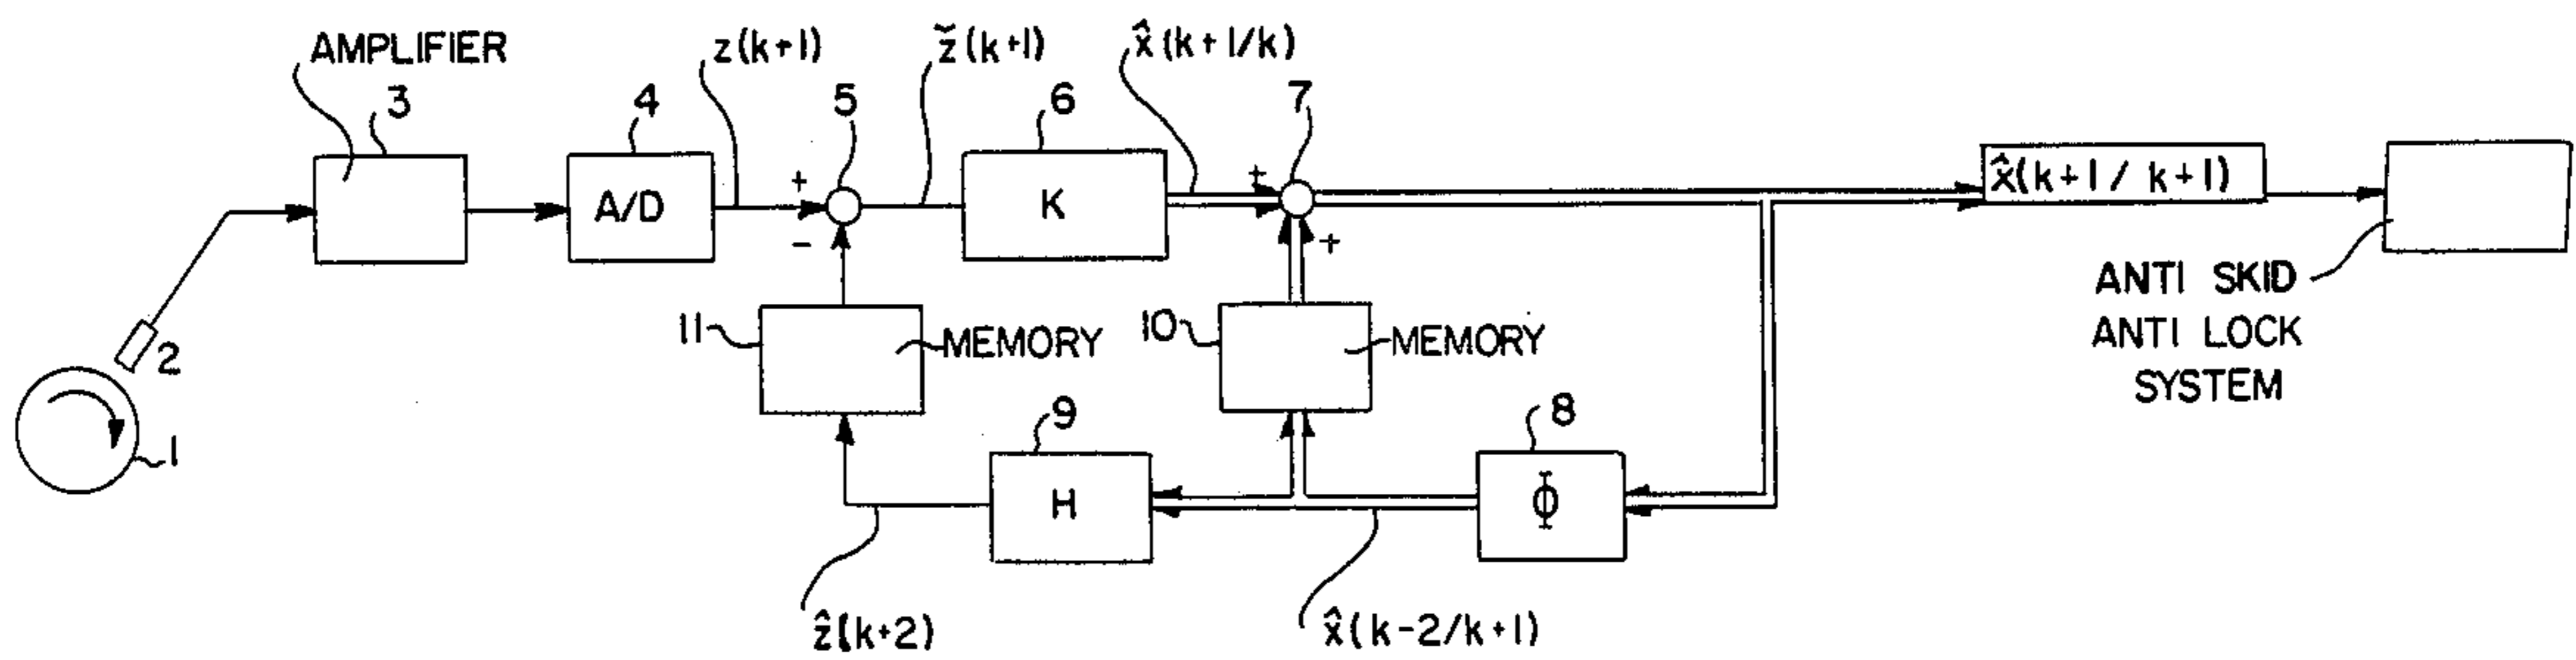 AMPLIFIER
z(k+1)
z̃(k+1)
x̂(k+1/k)
3
4
5
6
7
A/D
+
-
K
+
+
x̂(k+1/ k+1)
ANTI SKID
ANTI LOCK
SYSTEM
2
1
11
MEMORY
10
MEMORY
9
8
H
Φ
ẑ(k+2)
x̂(k-2/k+1)